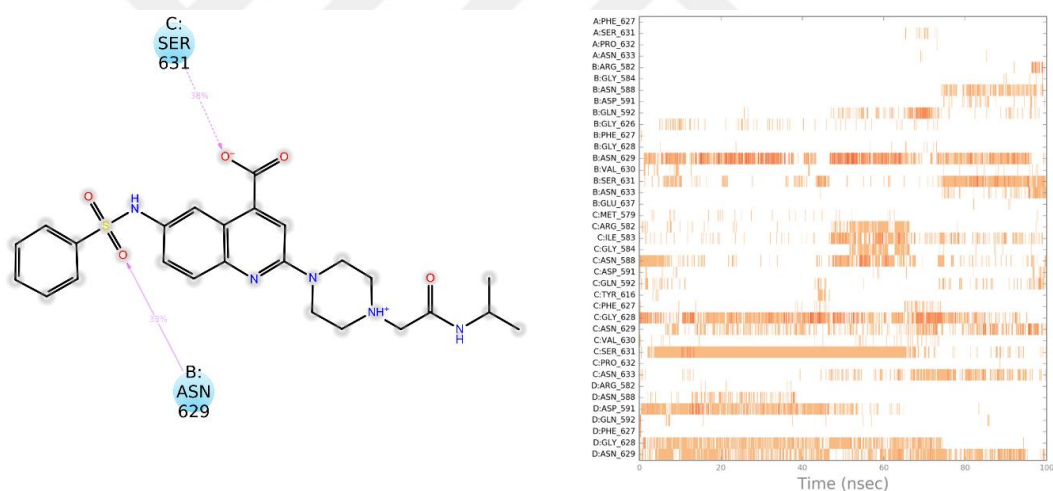 C:
SER
631
38%
O⁻
O
O
H
N
S
O
N
N
NH⁺
O
N
H
33%
B:
ASN
629
A:PHE_627
A:SER_631
A:PRO_632
A:ASN_633
B:ARG_582
B:GLY_584
B:ASN_588
B:ASP_591
B:GLN_592
B:GLY_626
B:PHE_627
B:GLY_628
B:ASN_629
B:VAL_630
B:SER_631
B:ASN_633
B:GLU_637
C:MET_579
C:ARG_582
C:ILE_583
C:GLY_584
C:ASN_588
C:ASP_591
C:GLN_592
C:TYR_616
C:PHE_627
C:GLY_628
C:ASN_629
C:VAL_630
C:SER_631
C:PRO_632
C:ASN_633
D:ARG_582
D:ASN_588
D:ASP_591
D:GLN_592
D:PHE_627
D:GLY_628
D:ASN_629
0 20 40 60 80 100
Time (nsec)